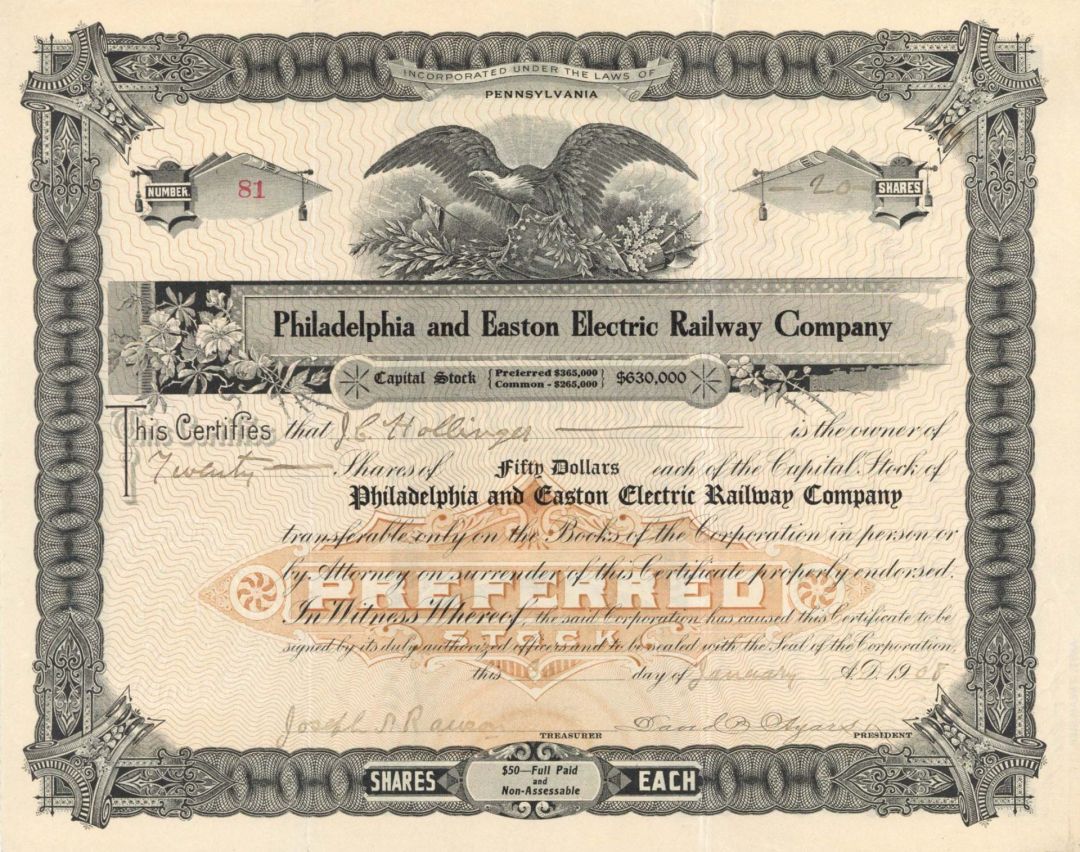 INCORPORATED UNDER THE LAWS OF
PENNSYLVANIA
NUMBER 81
20 SHARES
Philadelphia and Easton Electric Railway Company
Capital Stock { Preferred $365,000 Common - $265,000 } $630,000
This Certifies that J.C. Hollinger is the owner of
Twenty Shares of Fifty Dollars each of the Capital Stock of
Philadelphia and Easton Electric Railway Company
transferable only on the Books of the Corporation in person or
by Attorney on surrender of this Certificate properly endorsed.
PREFERRED
In Witness Whereof, the said Corporation has caused this Certificate to be
STOCK
signed by its duly authorized officers and to be sealed with the Seal of the Corporation,
this day of January A.D. 1908
Joseph TREASURER David PRESIDENT
SHARES $50—Full Paid and Non-Assessable EACH